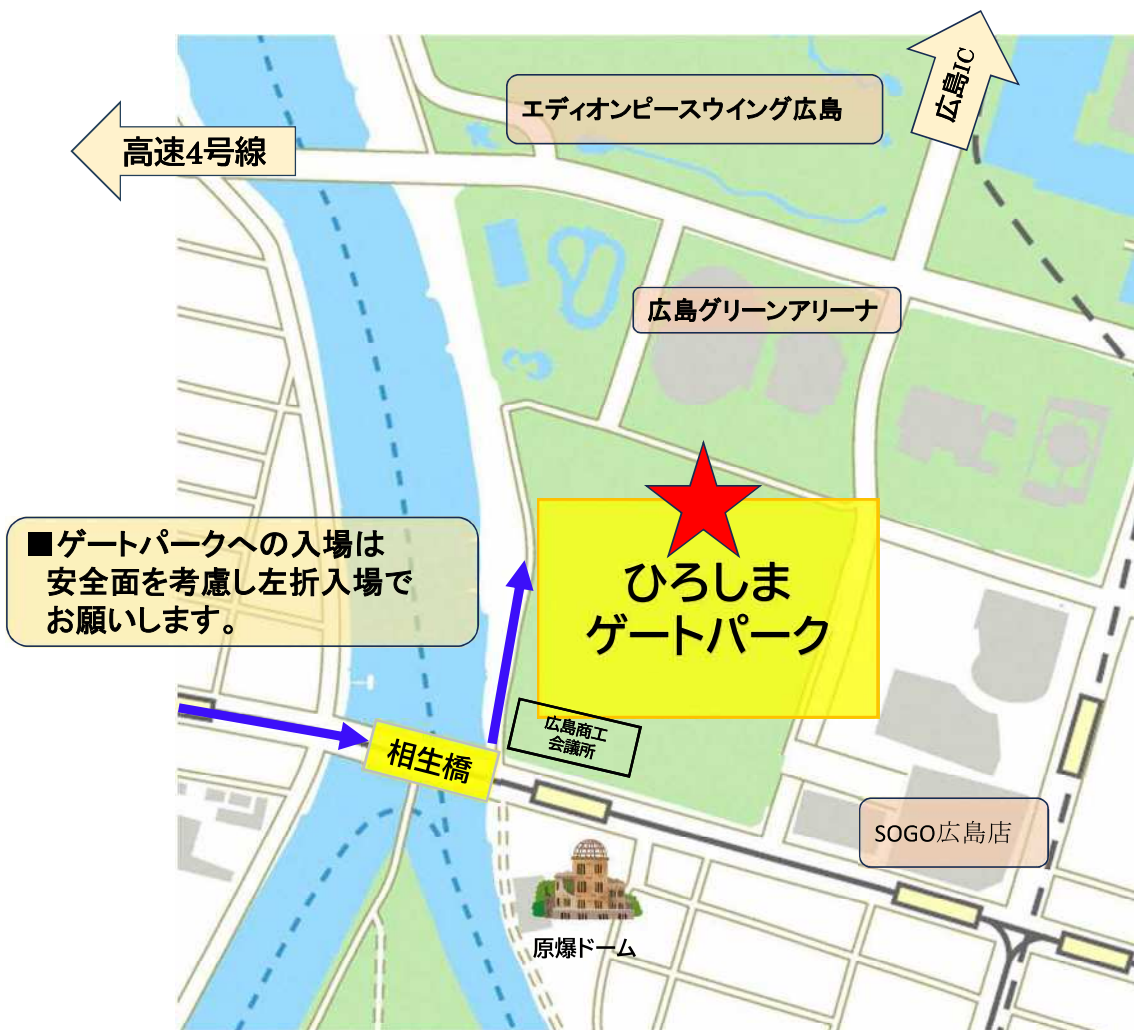 広島IC
エディオンピースウイング広島
高速4号線
広島グリーンアリーナ
■ゲートパークへの入場は
安全面を考慮し左折入場で
お願いします。
ひろしま
ゲートパーク
広島商工
会議所
相生橋
SOGO広島店
原爆ドーム